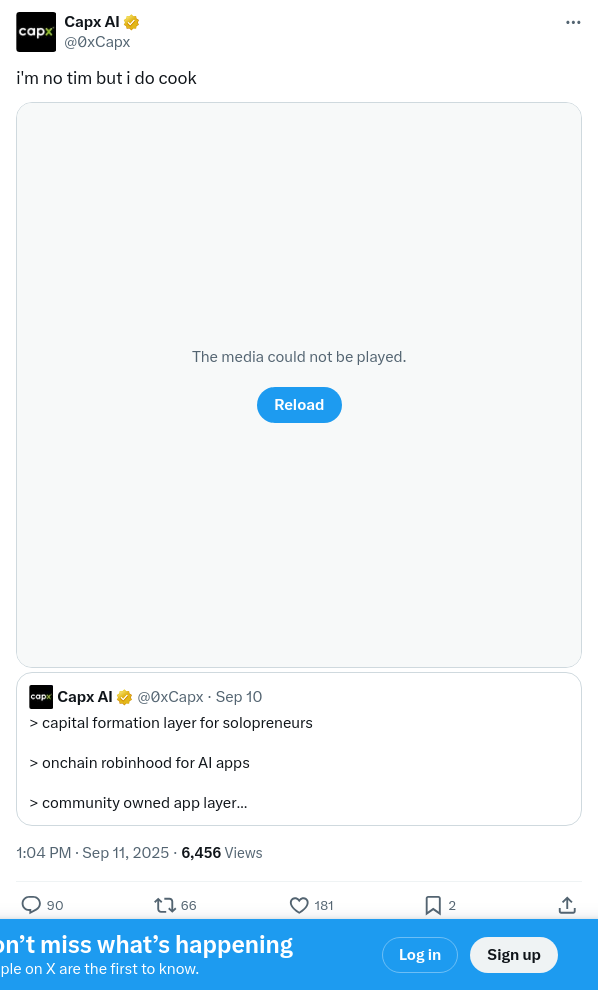 capx
Capx AI
@0xCapx
i'm no tim but i do cook
The media could not be played.
Reload
capx
Capx AI @0xCapx · Sep 10
> capital formation layer for solopreneurs
> onchain robinhood for AI apps
> community owned app layer…
1:04 PM · Sep 11, 2025 · 6,456 Views
90 66 181 2
on't miss what's happening
ple on X are the first to know.
Log in
Sign up